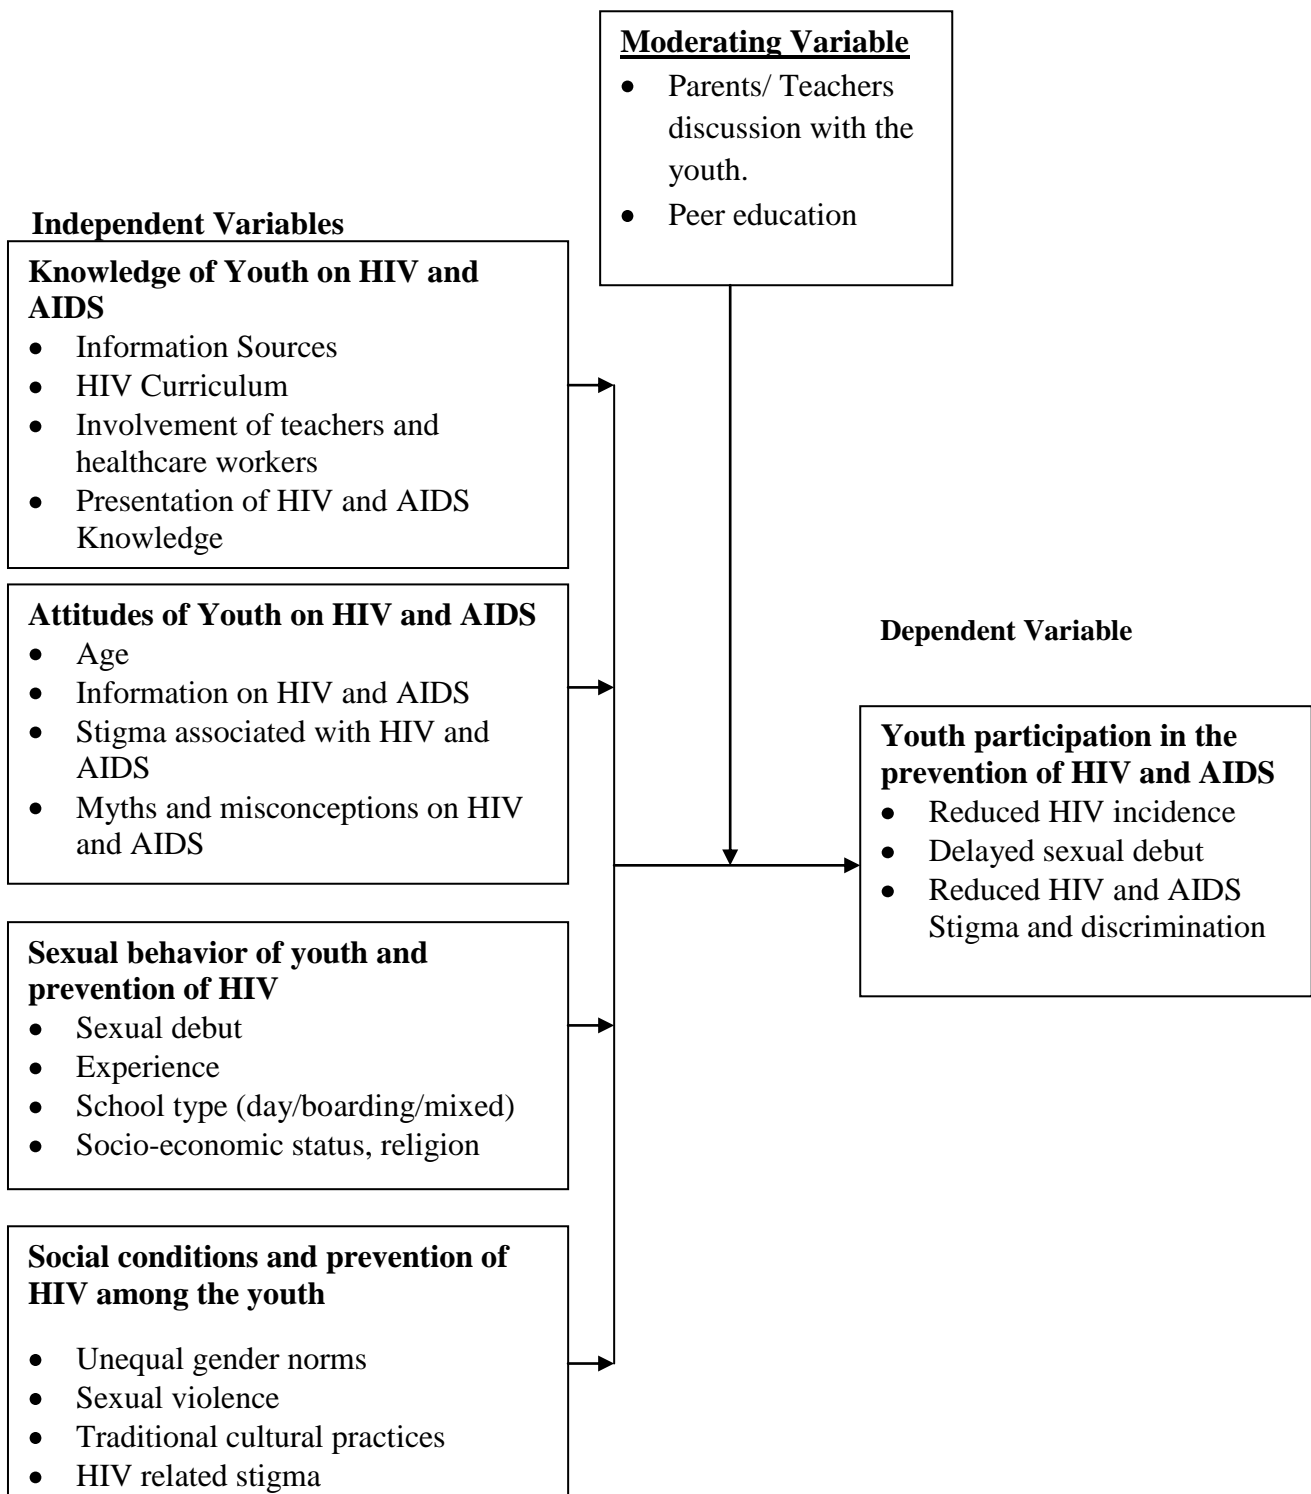 Moderating Variable
• Parents/ Teachers
discussion with the
youth.
• Peer education
Independent Variables
Knowledge of Youth on HIV and
AIDS
• Information Sources
• HIV Curriculum
• Involvement of teachers and
healthcare workers
• Presentation of HIV and AIDS
Knowledge
Attitudes of Youth on HIV and AIDS
• Age
• Information on HIV and AIDS
• Stigma associated with HIV and
AIDS
• Myths and misconceptions on HIV
and AIDS
Sexual behavior of youth and
prevention of HIV
• Sexual debut
• Experience
• School type (day/boarding/mixed)
• Socio-economic status, religion
Social conditions and prevention of
HIV among the youth
• Unequal gender norms
• Sexual violence
• Traditional cultural practices
• HIV related stigma
Dependent Variable
Youth participation in the
prevention of HIV and AIDS
• Reduced HIV incidence
• Delayed sexual debut
• Reduced HIV and AIDS
Stigma and discrimination